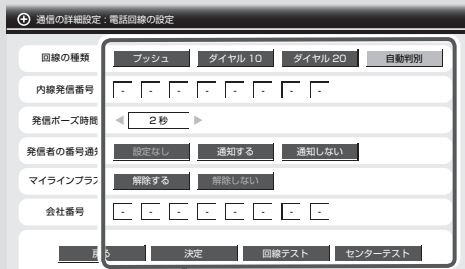 通信の詳細設定 : 電話回線の設定
回線の種類 プッシュ ダイヤル 10 ダイヤル 20 自動判別
内線発信番号 - - - - - - - -
発信ポーズ時間 ◀ 2 秒 ▶
発信者の番号通 設定なし 通知する 通知しない
マイラインプラ 解除する 解除しない
会社番号 - - - - - - - -
戻る 決定 回線テスト センターテスト